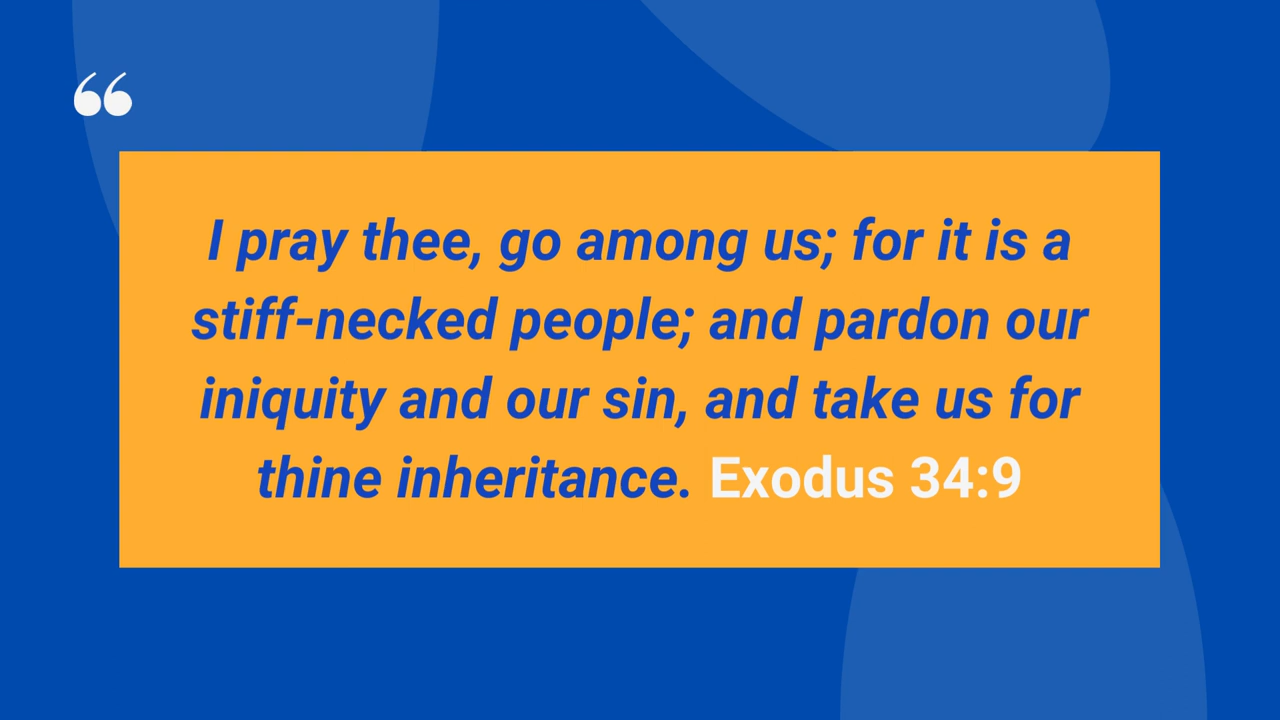 “
I pray thee, go among us; for it is a
stiff-necked people; and pardon our
iniquity and our sin, and take us for
thine inheritance. Exodus 34:9